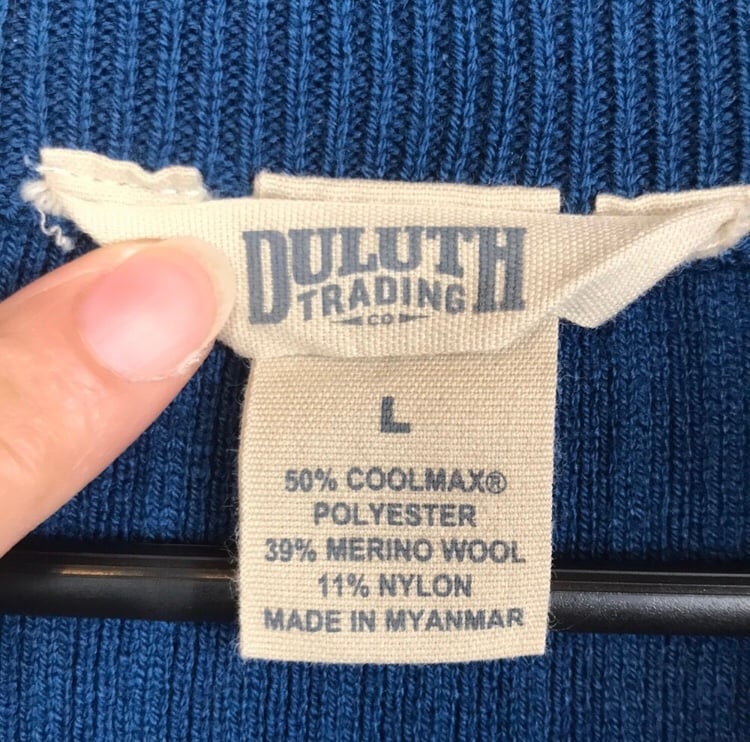 DULUTH
TRADING
CO
L
50% COOLMAX®
POLYESTER
39% MERINO WOOL
11% NYLON
MADE IN MYANMAR